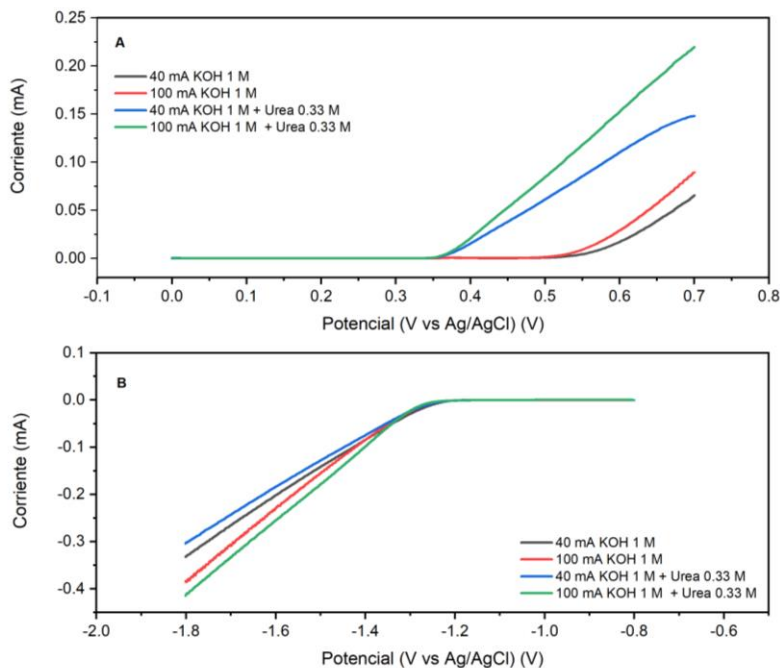 A
0.25
0.20
0.15
0.10
0.05
0.00
Corriente (mA)
40 mA KOH 1 M
100 mA KOH 1 M
40 mA KOH 1 M + Urea 0.33 M
100 mA KOH 1 M + Urea 0.33 M
-0.1 0.0 0.1 0.2 0.3 0.4 0.5 0.6 0.7 0.8
Potencial (V vs Ag/AgCl) (V)
B
0.1
0.0
-0.1
-0.2
-0.3
-0.4
Corriente (mA)
40 mA KOH 1 M
100 mA KOH 1 M
40 mA KOH 1 M + Urea 0.33 M
100 mA KOH 1 M + Urea 0.33 M
-2.0 -1.8 -1.6 -1.4 -1.2 -1.0 -0.8 -0.6
Potencial (V vs Ag/AgCl) (V)